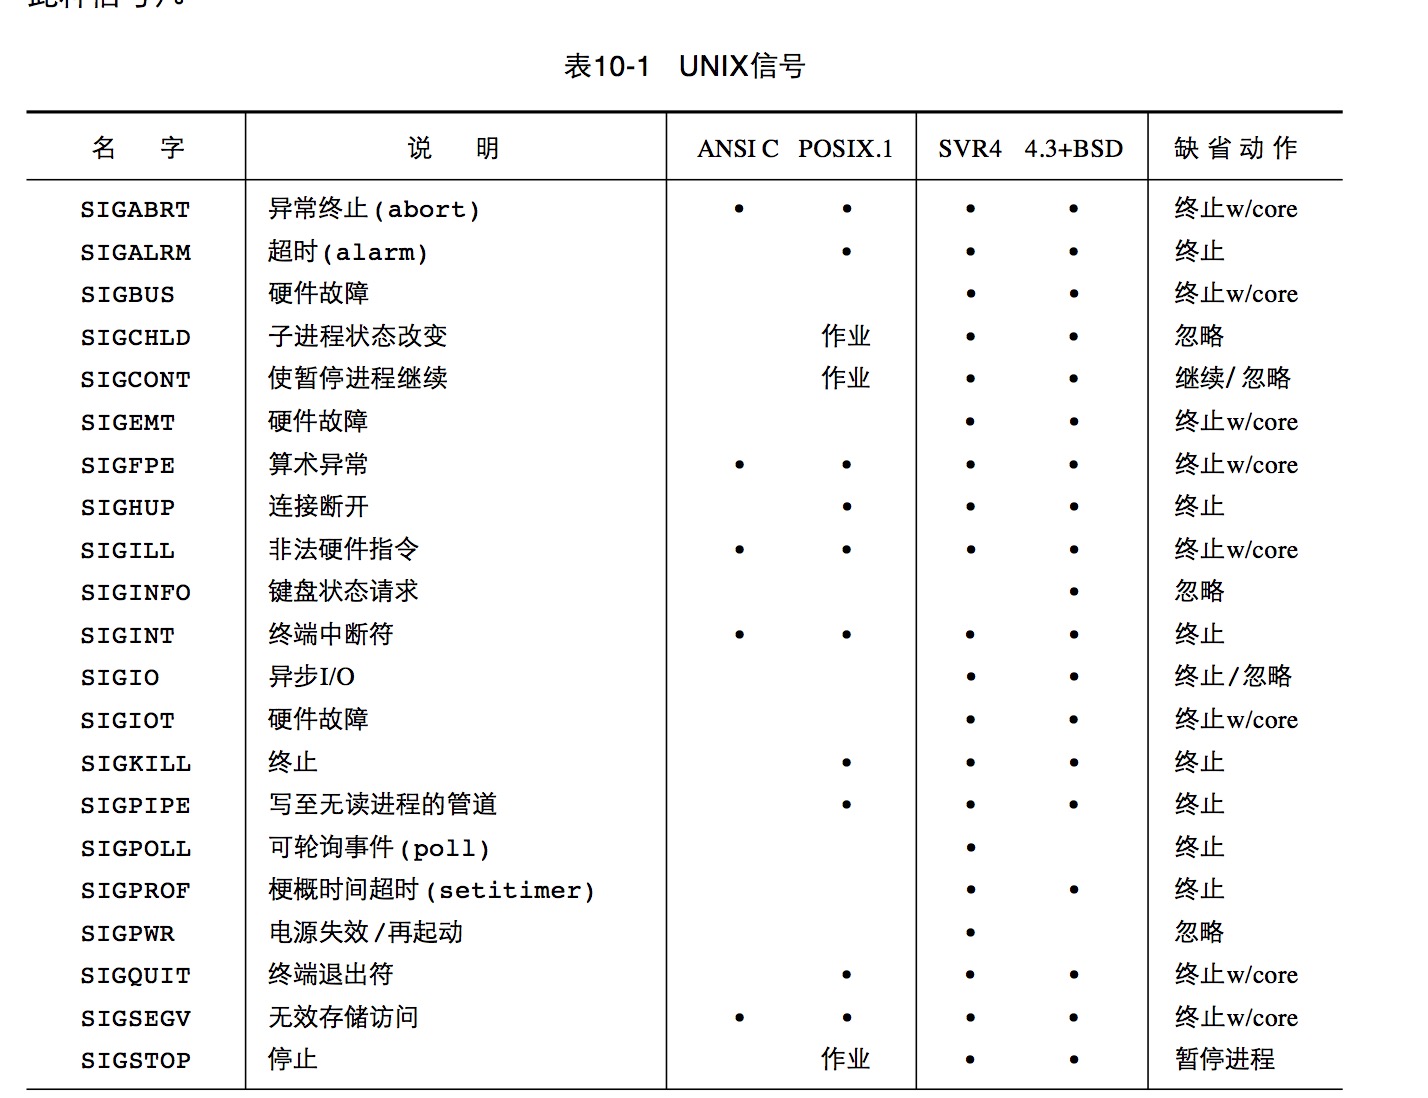 此种信号)。
表10-1 UNIX信号
名 字 说 明 ANSI C POSIX.1 SVR4 4.3+BSD 缺省动作
SIGABRT 异常终止(abort) • • • • 终止w/core
SIGALRM 超时(alarm) • • • 终止
SIGBUS 硬件故障 • • 终止w/core
SIGCHLD 子进程状态改变 作业 • • 忽略
SIGCONT 使暂停进程继续 作业 • • 继续/忽略
SIGEMT 硬件故障 • • 终止w/core
SIGFPE 算术异常 • • • • 终止w/core
SIGHUP 连接断开 • • • 终止
SIGILL 非法硬件指令 • • • • 终止w/core
SIGINFO 键盘状态请求 • 忽略
SIGINT 终端中断符 • • • • 终止
SIGIO 异步I/O • • 终止/忽略
SIGIOT 硬件故障 • • 终止w/core
SIGKILL 终止 • • • 终止
SIGPIPE 写至无读进程的管道 • • • 终止
SIGPOLL 可轮询事件(poll) • 终止
SIGPROF 梗概时间超时(setitimer) • • 终止
SIGPWR 电源失效/再起动 • 忽略
SIGQUIT 终端退出符 • • • 终止w/core
SIGSEGV 无效存储访问 • • • • 终止w/core
SIGSTOP 停止 作业 • • 暂停进程